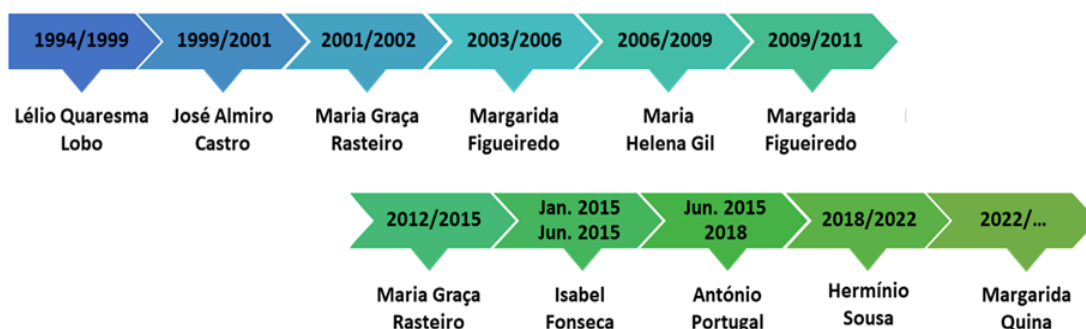 1994/1999
1999/2001
2001/2002
2003/2006
2006/2009
2009/2011
Lélio Quaresma
Lobo
José Almiro
Castro
Maria Graça
Rasteiro
Margarida
Figueiredo
Maria
Helena Gil
Margarida
Figueiredo
2012/2015
Jan. 2015
Jun. 2015
Jun. 2015
2018
2018/2022
2022/...
Maria Graça
Rasteiro
Isabel
Fonseca
António
Portugal
Hermínio
Sousa
Margarida
Quina